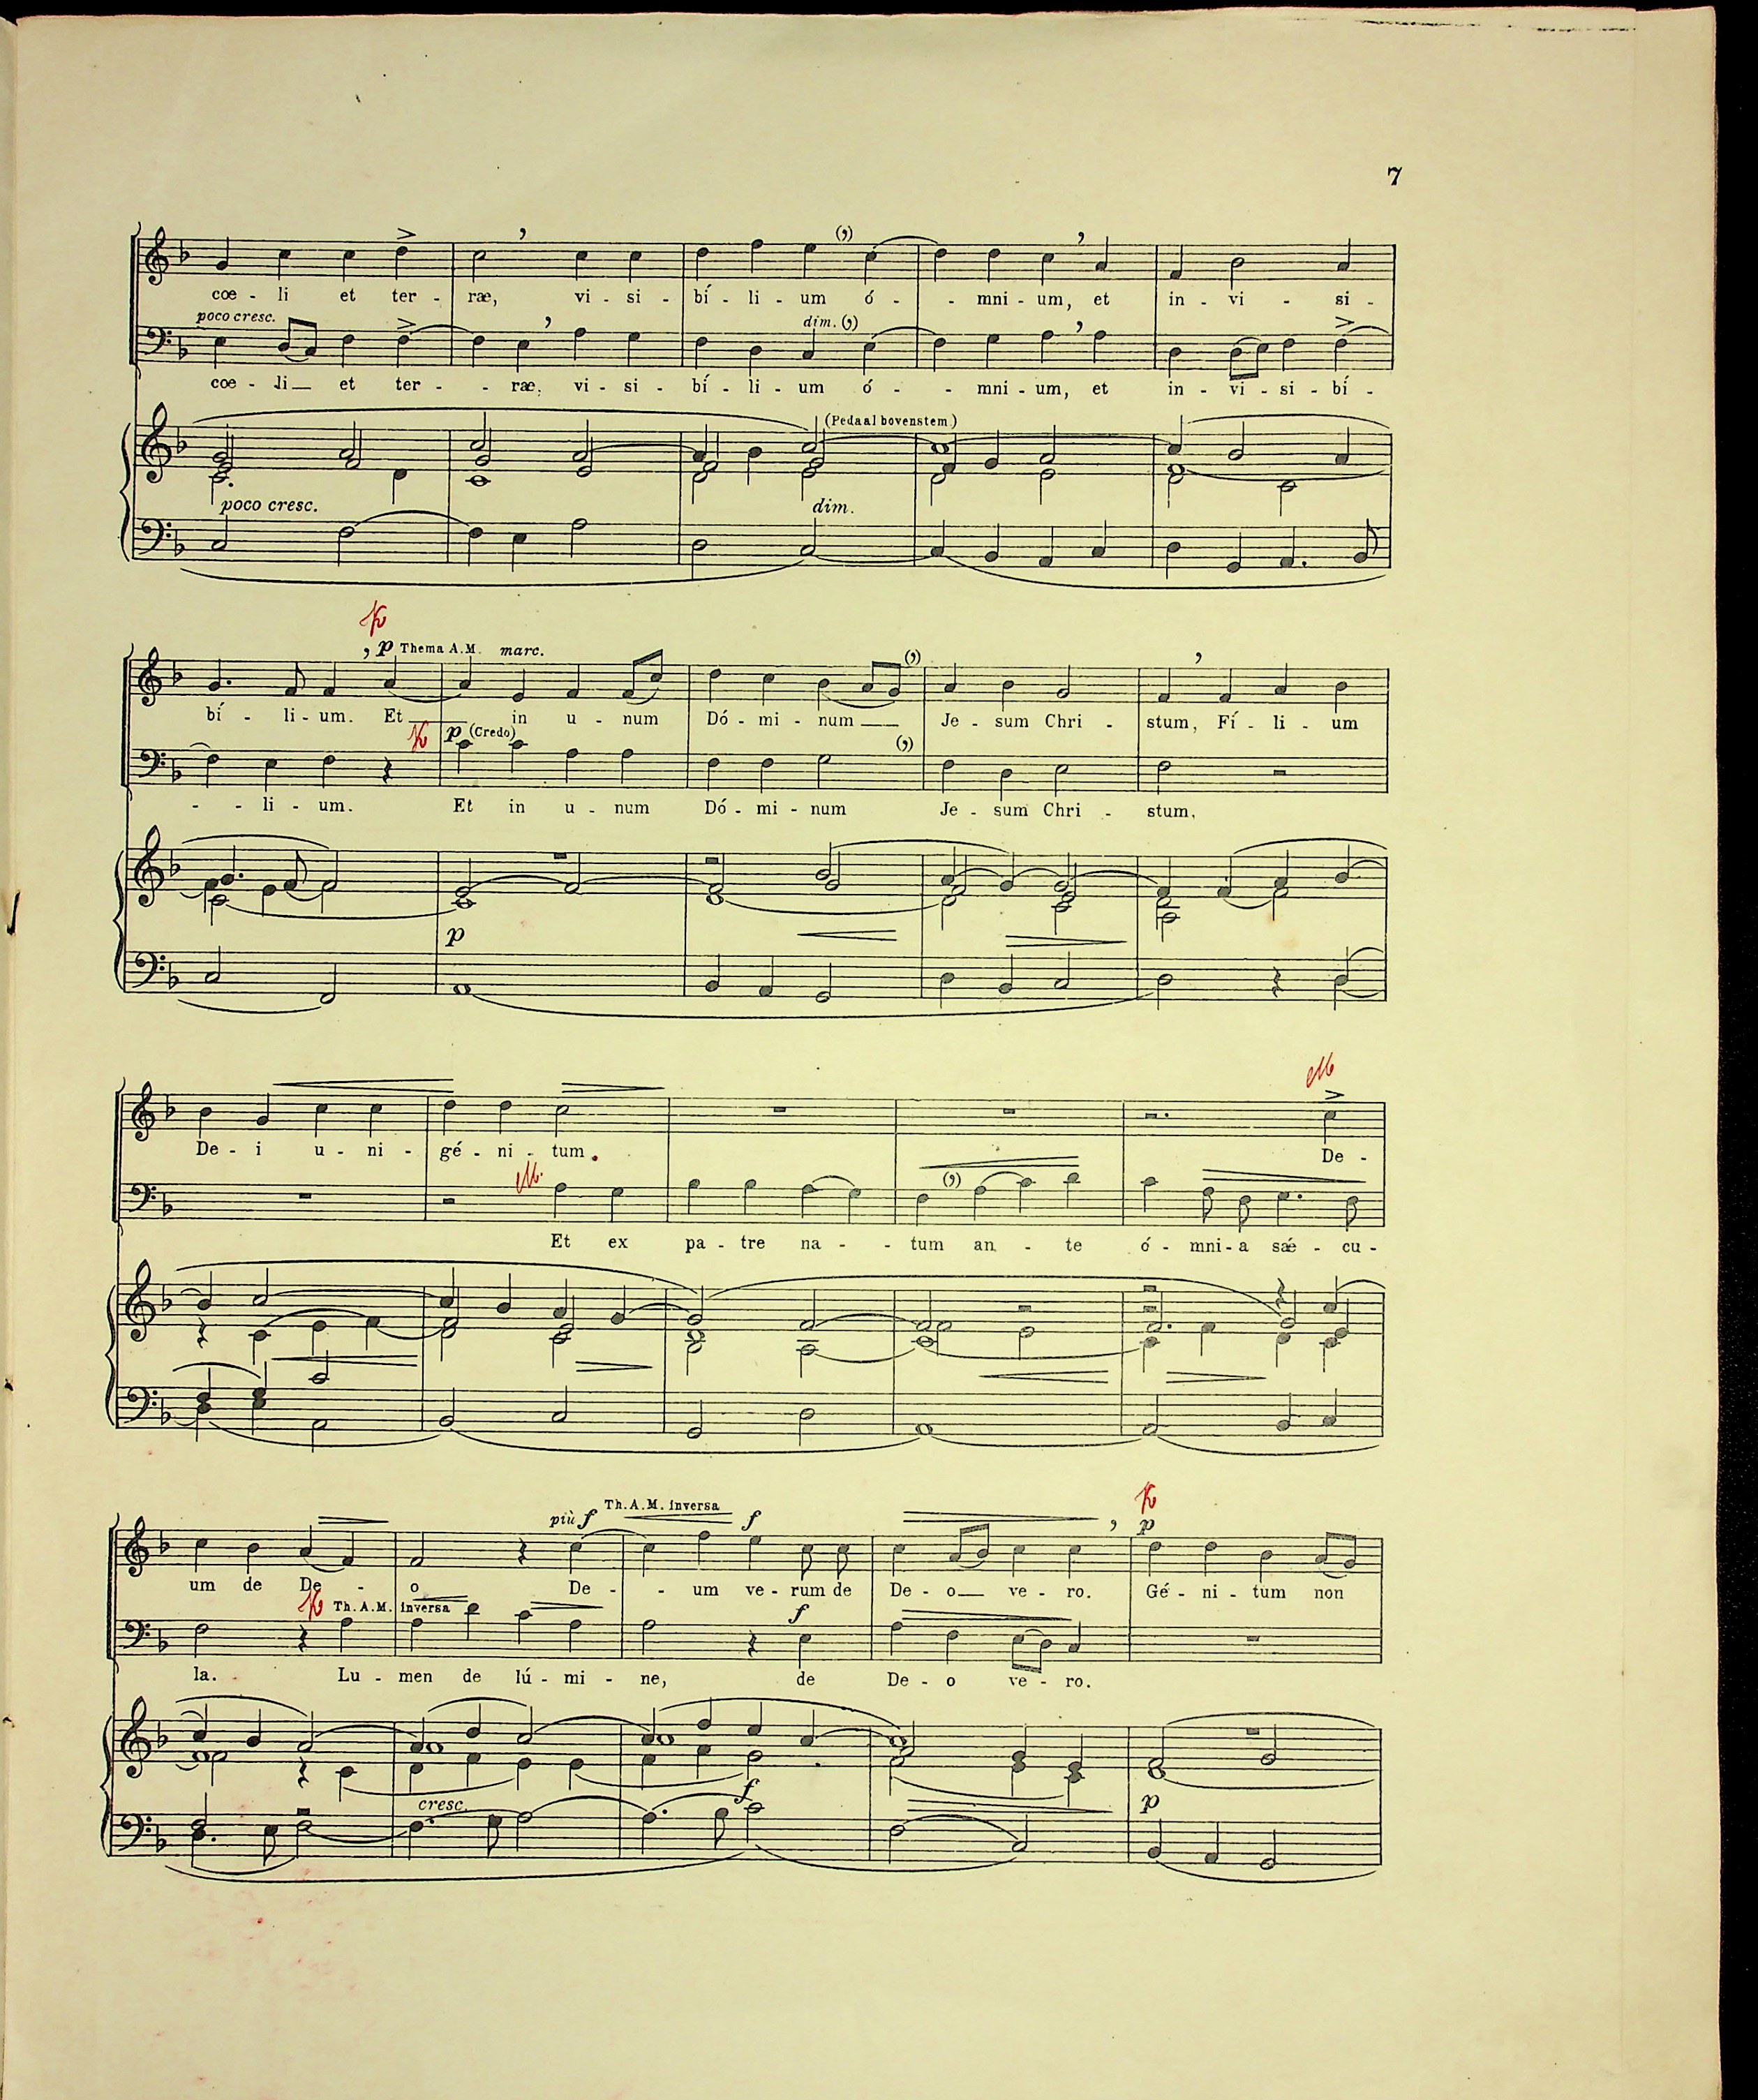 7
coe - li et ter - ræ, vi - si - bí - li - um ó - - mni - um, et in - vi - si -
poco cresc. dim. (,)
coe - li et ter - - ræ, vi - si - bí - li - um ó - - mni - um, et in - vi - si - bí -
(Pedaal bovenstem)
poco cresc. dim.
K
, p Thema A.M. marc. (,)
bí - li - um. Et in u - num Dó - mi - num Je - sum Chri - stum, Fí - li - um
K p (Credo) (,)
- - li - um. Et in u - num Dó - mi - num Je - sum Chri - stum,
p
M
De - i u - ni - gé - ni - tum. De -
M. (,)
Et ex pa - tre na - - tum an - te ó - mni - a sǽ - cu -
K
più f Th. A. M. inversa f p
um de De - o De - - um ve - rum de De - o ve - ro. Gé - ni - tum non
K Th. A.M. inversa f
la. Lu - men de lú - mi - ne, de De - o ve - ro.
cresc. f p